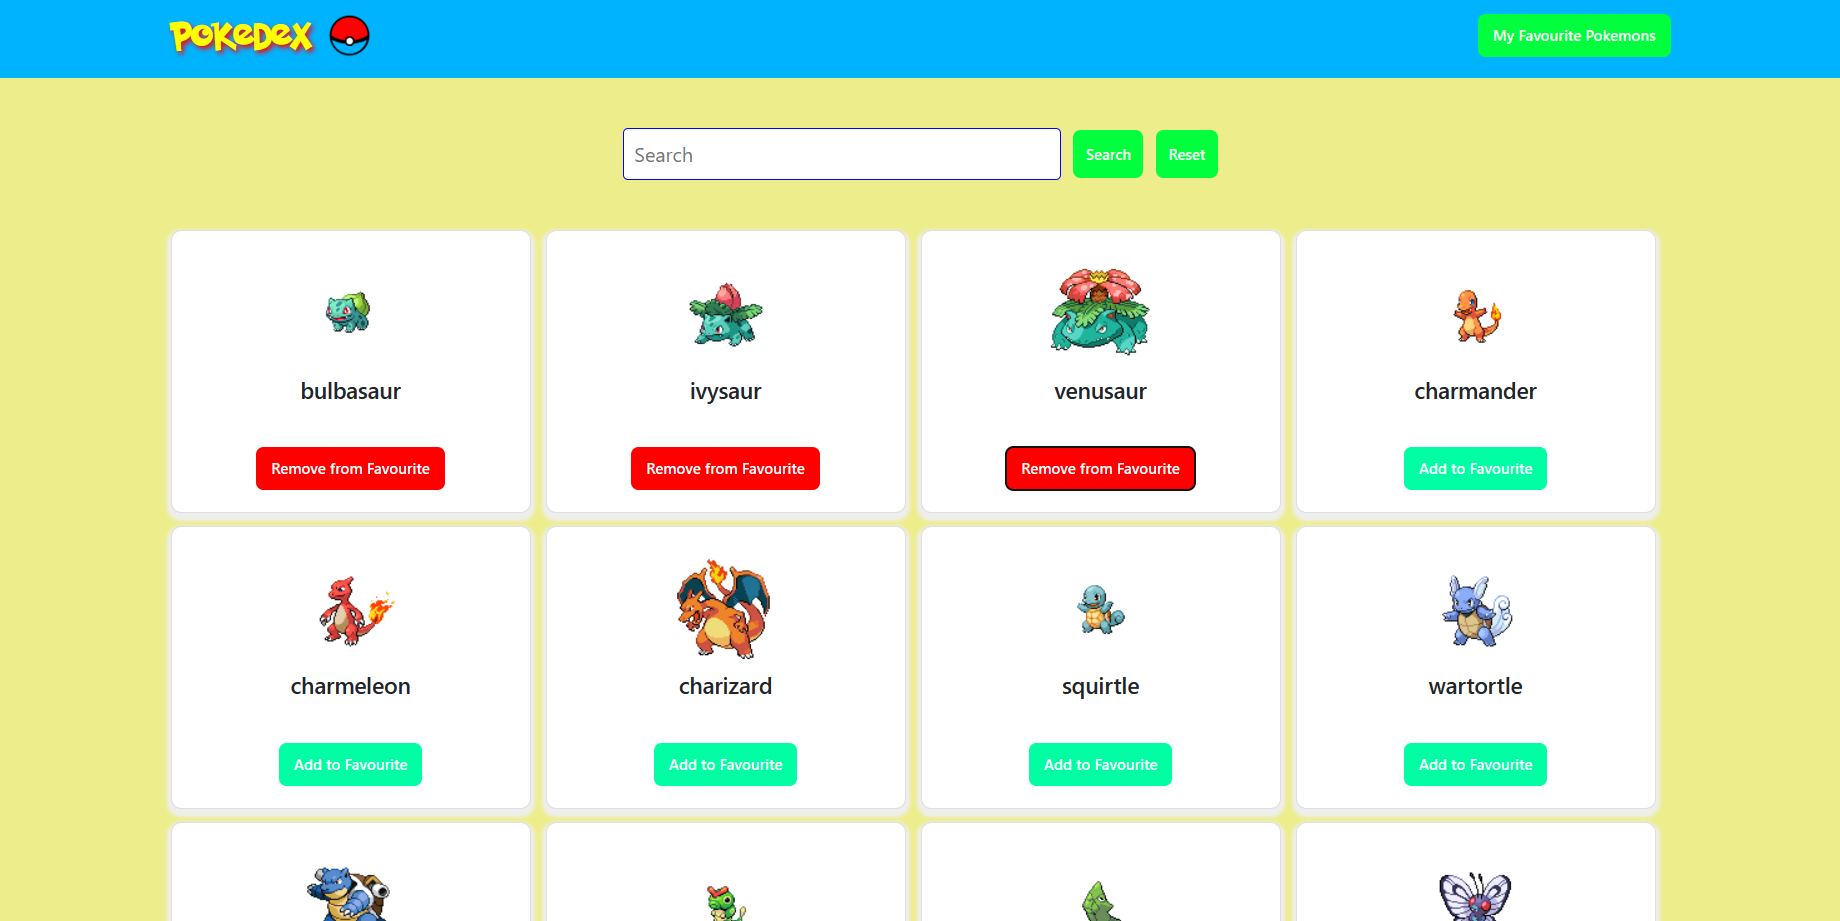 POKeDeX
My Favourite Pokemons
Search
Search
Reset
bulbasaur
ivysaur
venusaur
charmander
Remove from Favourite
Remove from Favourite
Remove from Favourite
Add to Favourite
charmeleon
charizard
squirtle
wartortle
Add to Favourite
Add to Favourite
Add to Favourite
Add to Favourite